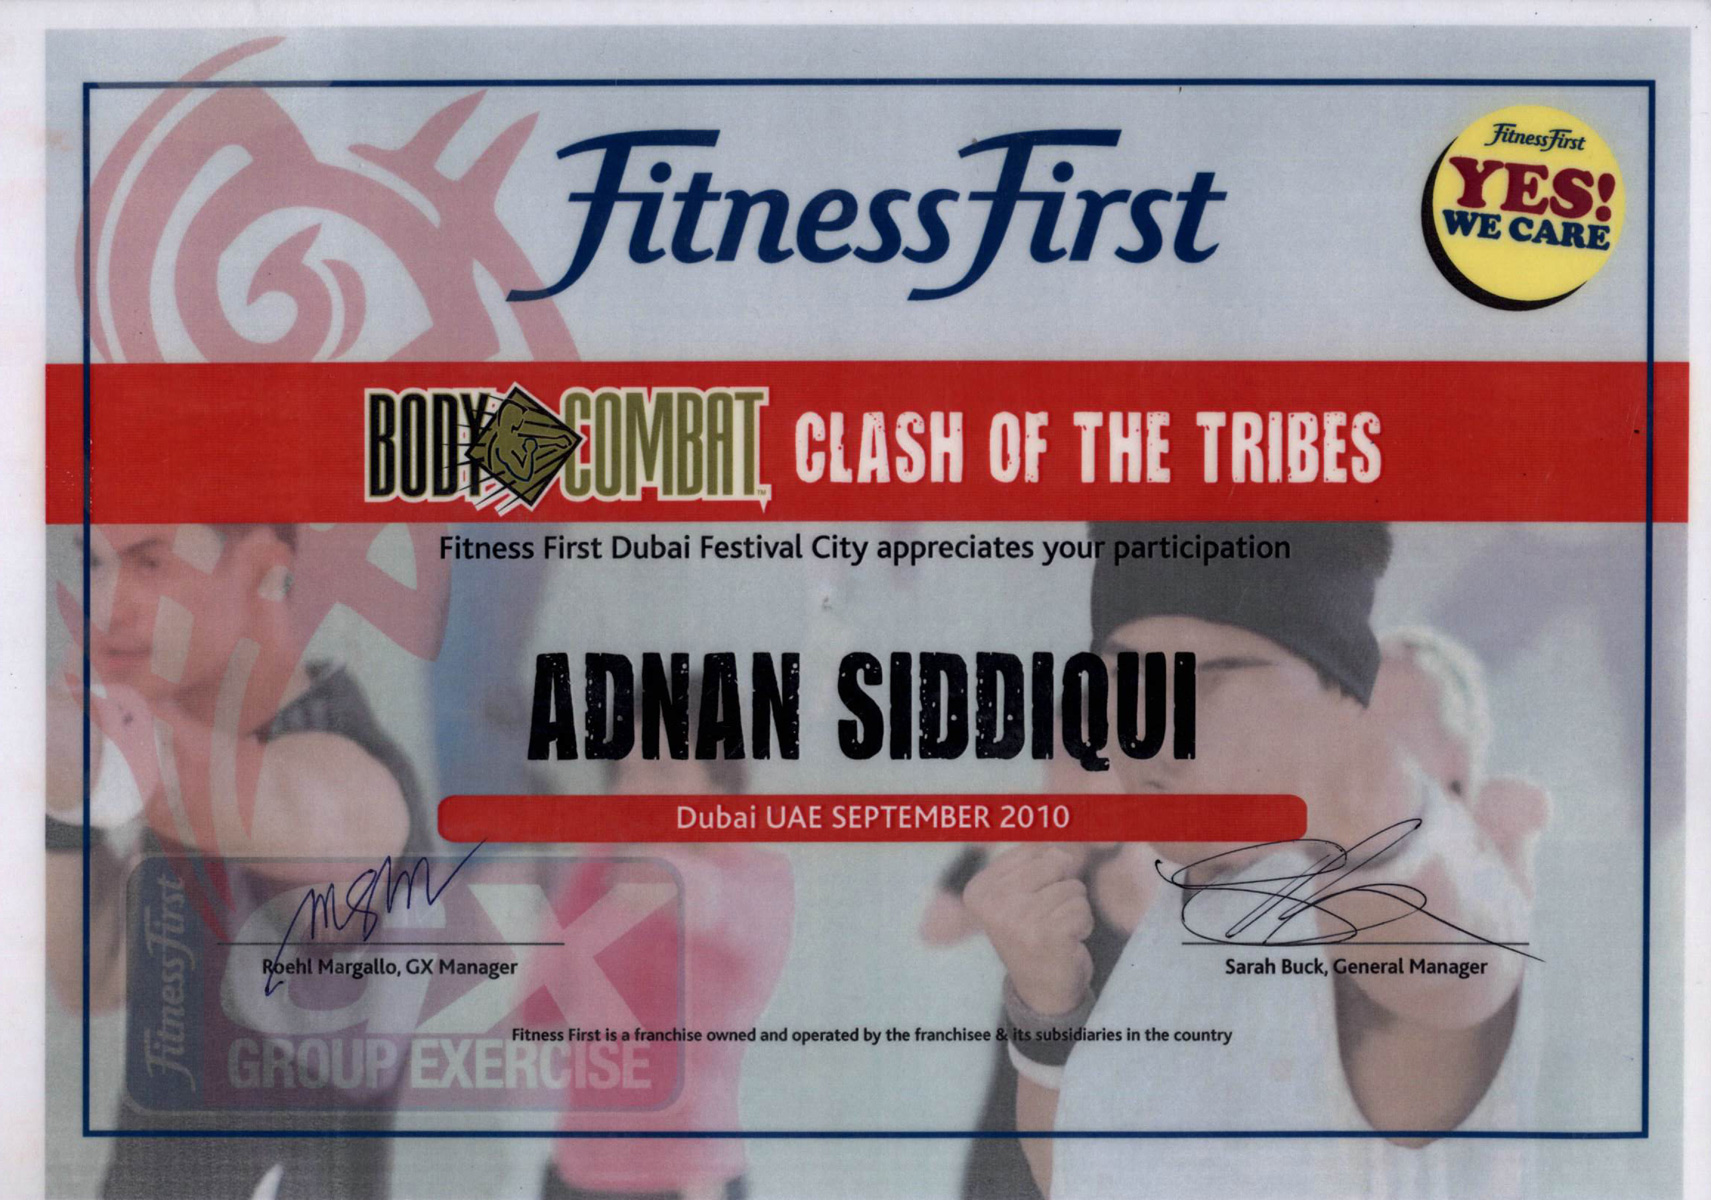 FitnessFirst
FitnessFirst
YES!
WE CARE
BODY COMBAT™ CLASH OF THE TRIBES
Fitness First Dubai Festival City appreciates your participation
ADNAN SIDDIQUI
Dubai UAE SEPTEMBER 2010
Roehl Margallo, GX Manager
Sarah Buck, General Manager
Fitness First is a franchise owned and operated by the franchisee & its subsidiaries in the country
FitnessFirst
GX
GROUP EXERCISE